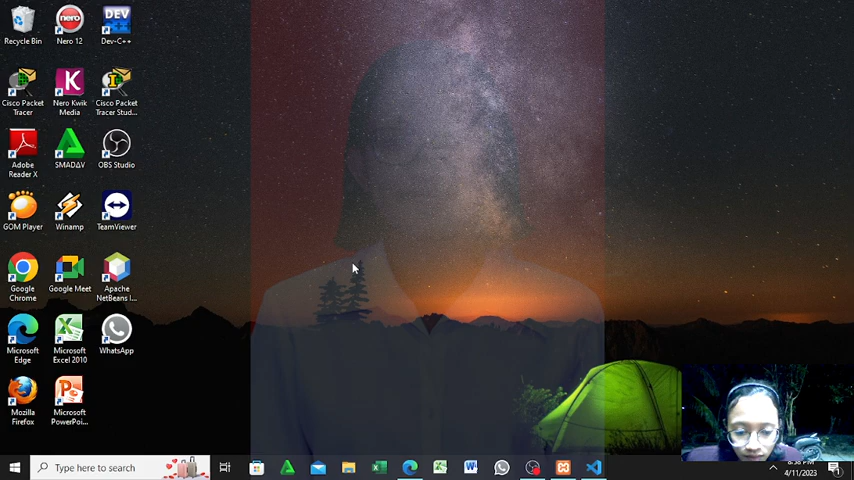 Recycle Bin
Nero 12
Dev-C++
Cisco Packet
Tracer
Nero Kwik
Media
Cisco Packet
Tracer Stud...
Adobe
Reader X
SMADΔV
OBS Studio
GOM Player
Winamp
TeamViewer
Google
Chrome
Google Meet
Apache
NetBeans I...
Microsoft
Edge
Microsoft
Excel 2010
WhatsApp
Mozilla
Firefox
Microsoft
PowerPoi...
Type here to search
4/11/2023